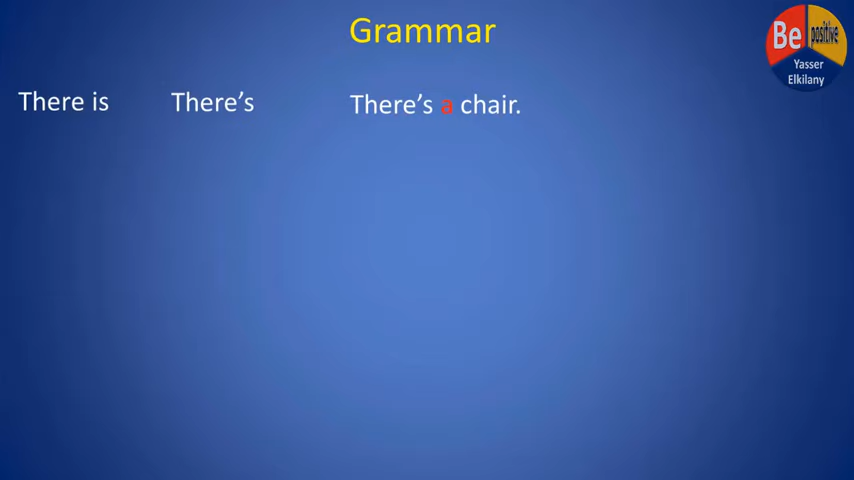 Grammar
Be positive
Yasser
Elkilany
There is There's There's a chair.